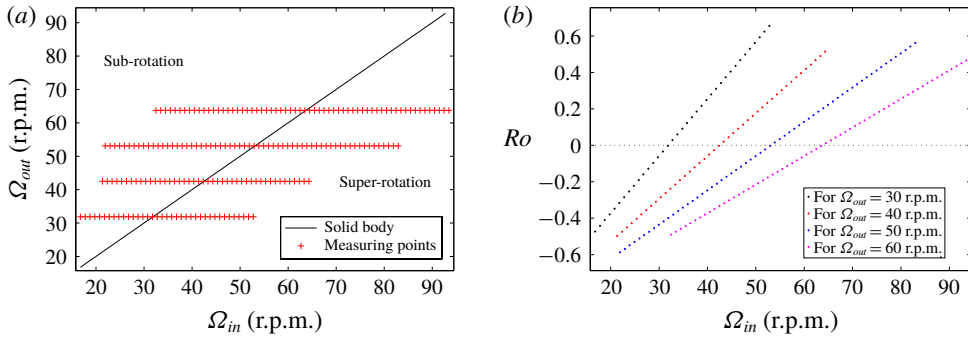 (a)
90
80
70
60
50
40
30
20
Ω_out (r.p.m.)
Sub-rotation
Super-rotation
Solid body
Measuring points
20 30 40 50 60 70 80 90
Ω_in (r.p.m.)
(b)
0.6
0.4
0.2
0
−0.2
−0.4
−0.6
Ro
For Ω_out = 30 r.p.m.
For Ω_out = 40 r.p.m.
For Ω_out = 50 r.p.m.
For Ω_out = 60 r.p.m.
20 30 40 50 60 70 80 90
Ω_in (r.p.m.)